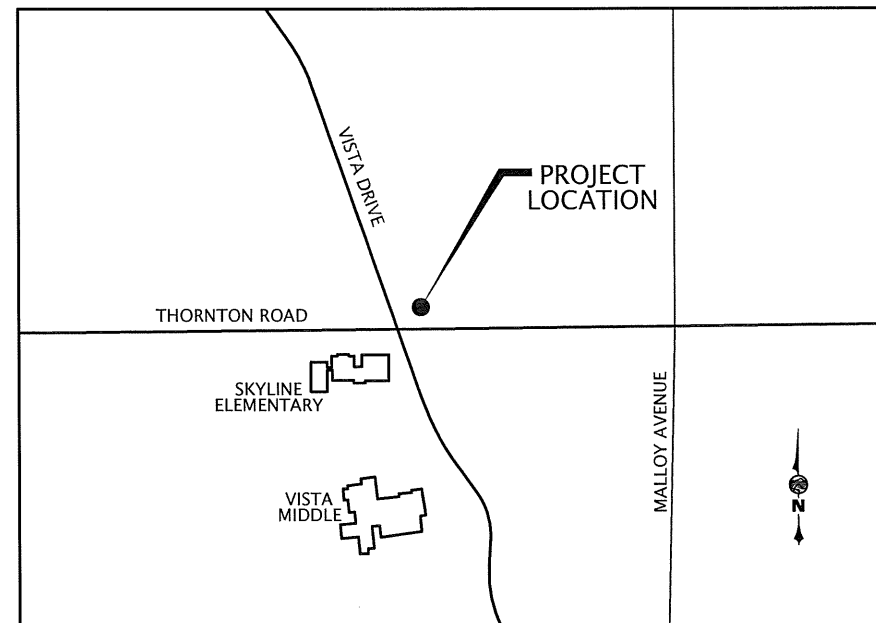 VISTA DRIVE
PROJECT
LOCATION
THORNTON ROAD
SKYLINE
ELEMENTARY
MALLOY AVENUE
VISTA
MIDDLE
N